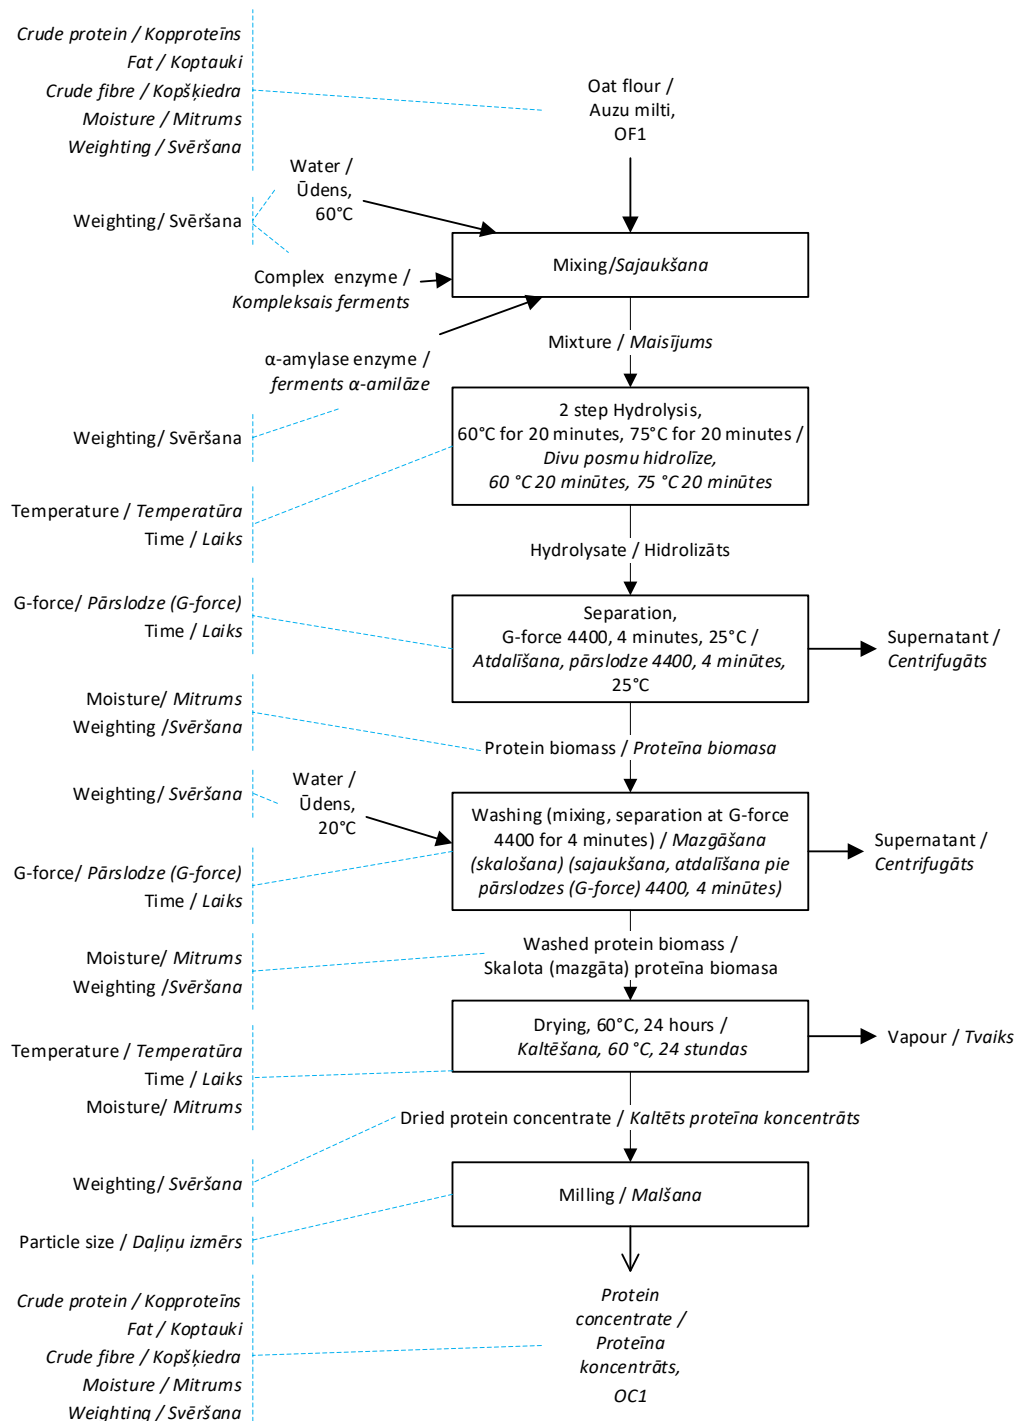 Crude protein / Kopproteīns
Fat / Koptauki
Crude fibre / Kopšķiedra
Moisture / Mitrums
Weighting / Svēršana
Oat flour /
Auzu milti,
OF1
Water /
Ūdens,
60°C
Weighting/ Svēršana
Mixing/Sajaukšana
Complex enzyme /
Kompleksais ferments
Mixture / Maisījums
α-amylase enzyme /
ferments α-amilāze
Weighting/ Svēršana
2 step Hydrolysis,
60°C for 20 minutes, 75°C for 20 minutes /
Divu posmu hidrolīze,
60 °C 20 minūtes, 75 °C 20 minūtes
Temperature / Temperatūra
Time / Laiks
Hydrolysate / Hidrolizāts
G-force/ Pārslodze (G-force)
Time / Laiks
Separation,
G-force 4400, 4 minutes, 25°C /
Atdalīšana, pārslodze 4400, 4 minūtes,
25°C
Supernatant /
Centrifugāts
Moisture/ Mitrums
Weighting /Svēršana
Protein biomass / Proteīna biomasa
Weighting/ Svēršana
Water /
Ūdens,
20°C
Washing (mixing, separation at G-force
4400 for 4 minutes) / Mazgāšana
(skalošana) (sajaukšana, atdalīšana pie
pārslodzes (G-force) 4400, 4 minūtes)
Supernatant /
Centrifugāts
G-force/ Pārslodze (G-force)
Time / Laiks
Washed protein biomass /
Skalota (mazgāta) proteīna biomasa
Moisture/ Mitrums
Weighting /Svēršana
Drying, 60°C, 24 hours /
Kaltēšana, 60 °C, 24 stundas
Vapour / Tvaiks
Temperature / Temperatūra
Time / Laiks
Moisture/ Mitrums
Dried protein concentrate / Kaltēts proteīna koncentrāts
Weighting/ Svēršana
Milling / Malšana
Particle size / Daļiņu izmērs
Crude protein / Kopproteīns
Fat / Koptauki
Crude fibre / Kopšķiedra
Moisture / Mitrums
Weighting / Svēršana
Protein
concentrate /
Proteīna
koncentrāts,
OC1